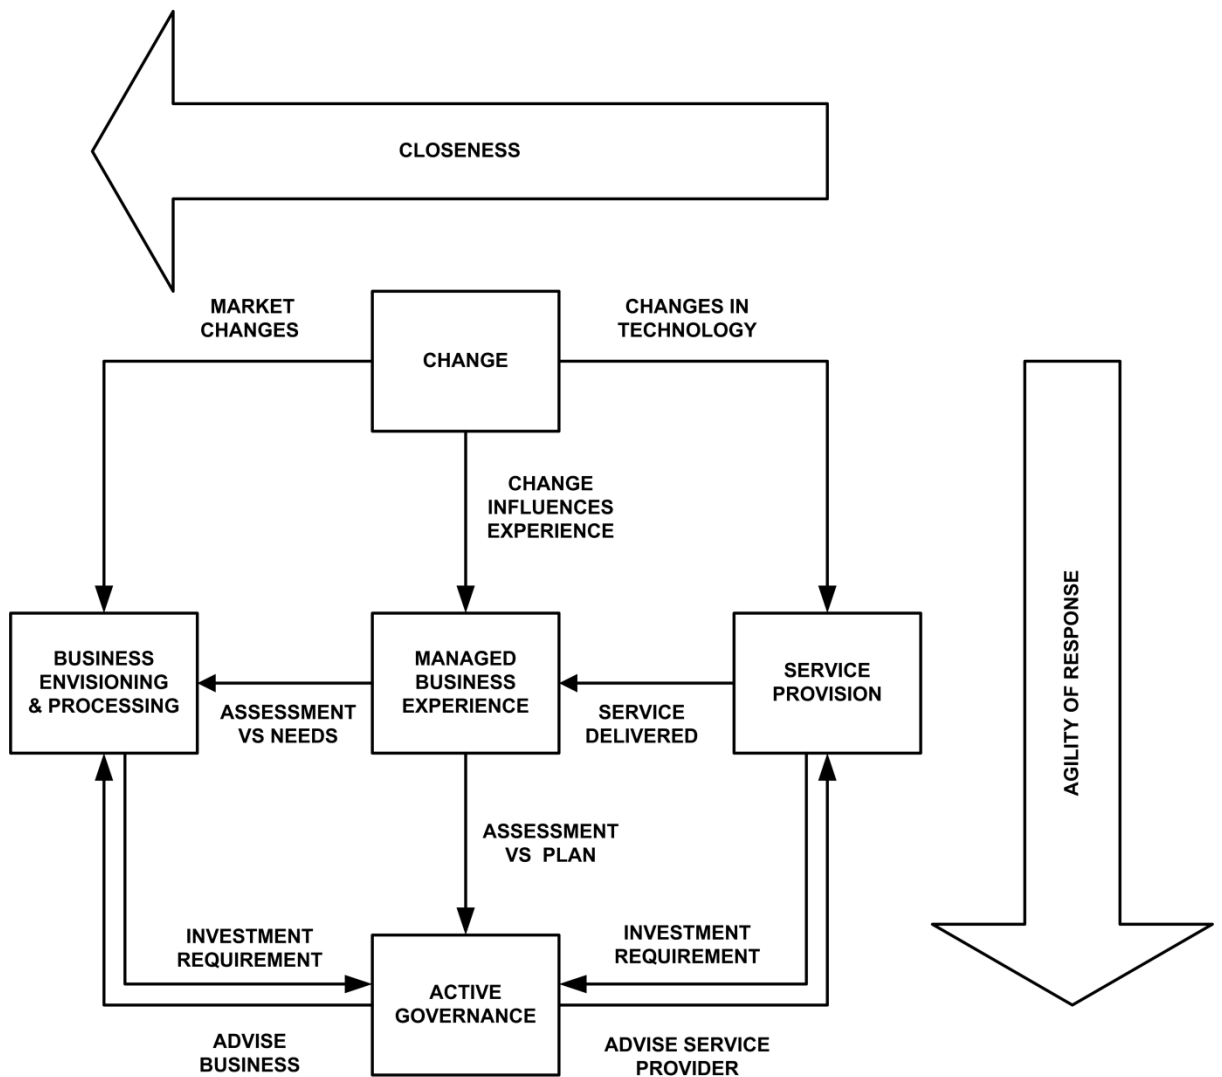 CLOSENESS
MARKET
CHANGES
CHANGES IN
TECHNOLOGY
CHANGE
CHANGE
INFLUENCES
EXPERIENCE
BUSINESS
ENVISIONING
& PROCESSING
MANAGED
BUSINESS
EXPERIENCE
SERVICE
PROVISION
ASSESSMENT
VS NEEDS
SERVICE
DELIVERED
AGILITY OF RESPONSE
ASSESSMENT
VS PLAN
INVESTMENT
REQUIREMENT
INVESTMENT
REQUIREMENT
ACTIVE
GOVERNANCE
ADVISE
BUSINESS
ADVISE SERVICE
PROVIDER